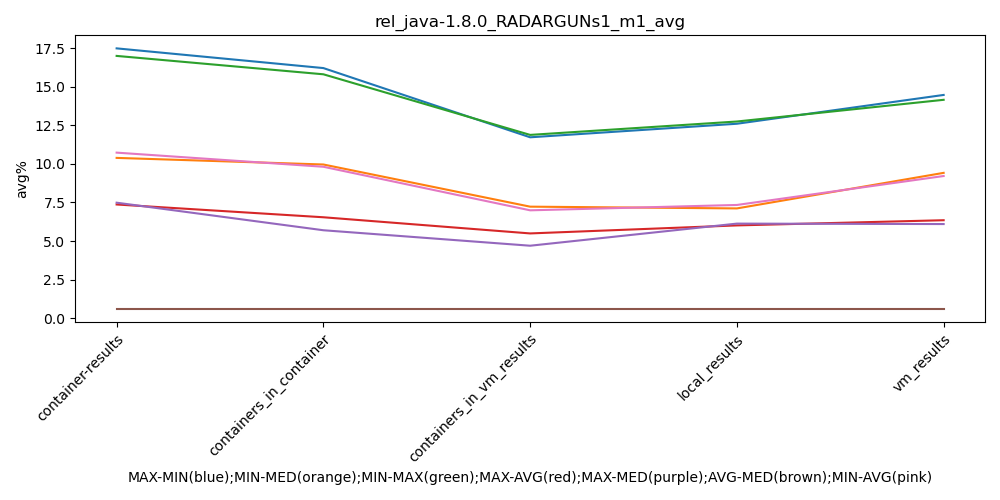 rel_java-1.8.0_RADARGUNs1_m1_avg
17.5
15.0
12.5
10.0
7.5
5.0
2.5
0.0
avg%
container-results
containers_in_container
containers_in_vm_results
local_results
vm_results
MAX-MIN(blue);MIN-MED(orange);MIN-MAX(green);MAX-AVG(red);MAX-MED(purple);AVG-MED(brown);MIN-AVG(pink)